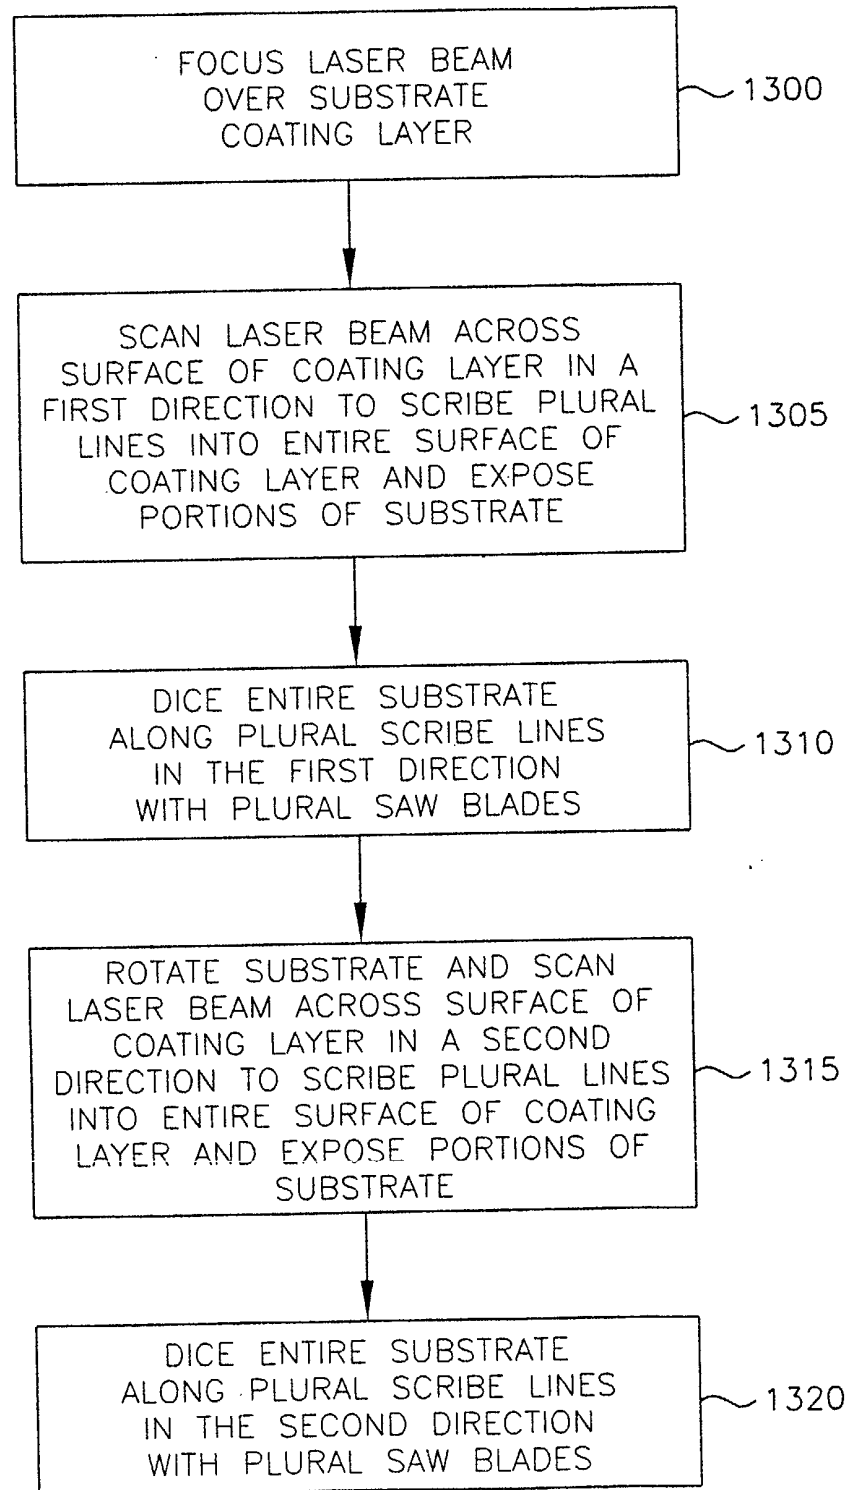 FOCUS LASER BEAM
OVER SUBSTRATE
COATING LAYER
1300
SCAN LASER BEAM ACROSS
SURFACE OF COATING LAYER IN A
FIRST DIRECTION TO SCRIBE PLURAL
LINES INTO ENTIRE SURFACE OF
COATING LAYER AND EXPOSE
PORTIONS OF SUBSTRATE
1305
DICE ENTIRE SUBSTRATE
ALONG PLURAL SCRIBE LINES
IN THE FIRST DIRECTION
WITH PLURAL SAW BLADES
1310
ROTATE SUBSTRATE AND SCAN
LASER BEAM ACROSS SURFACE OF
COATING LAYER IN A SECOND
DIRECTION TO SCRIBE PLURAL LINES
INTO ENTIRE SURFACE OF COATING
LAYER AND EXPOSE PORTIONS OF
SUBSTRATE
1315
DICE ENTIRE SUBSTRATE
ALONG PLURAL SCRIBE LINES
IN THE SECOND DIRECTION
WITH PLURAL SAW BLADES
1320